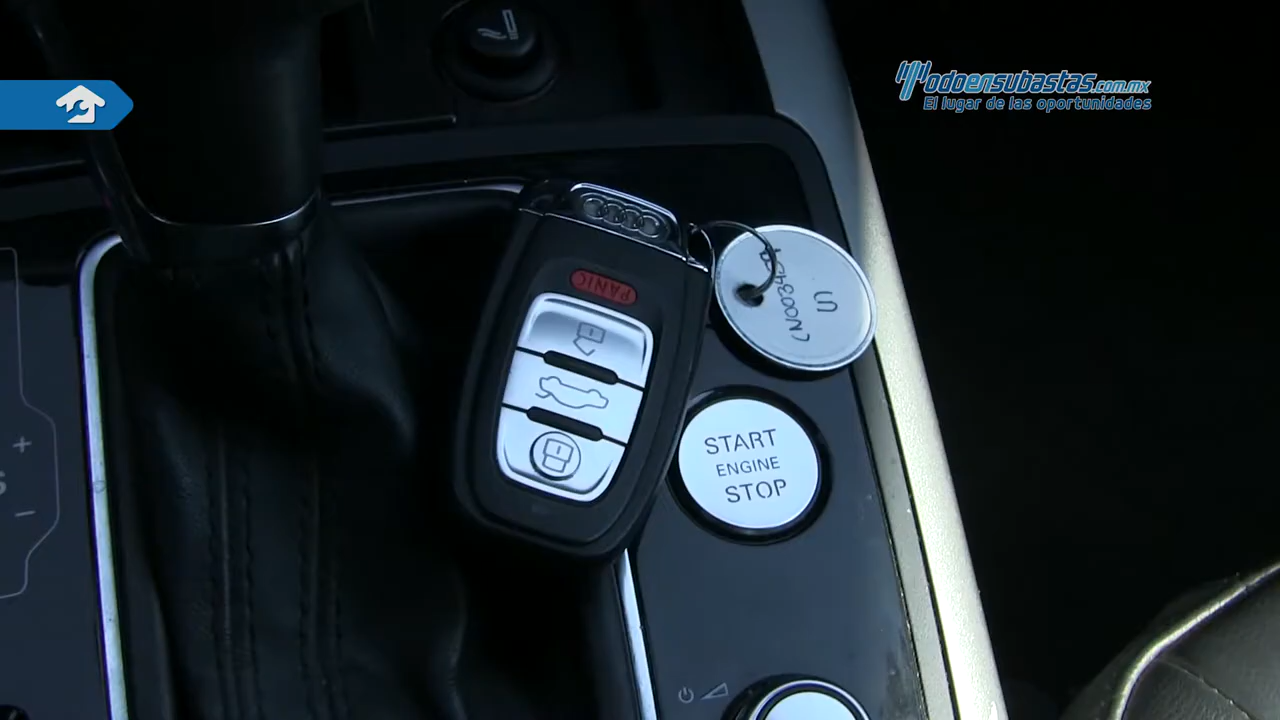 Todoensubastas.com.mx
El lugar de las oportunidades
PANIC
START
ENGINE
STOP
S
+
−